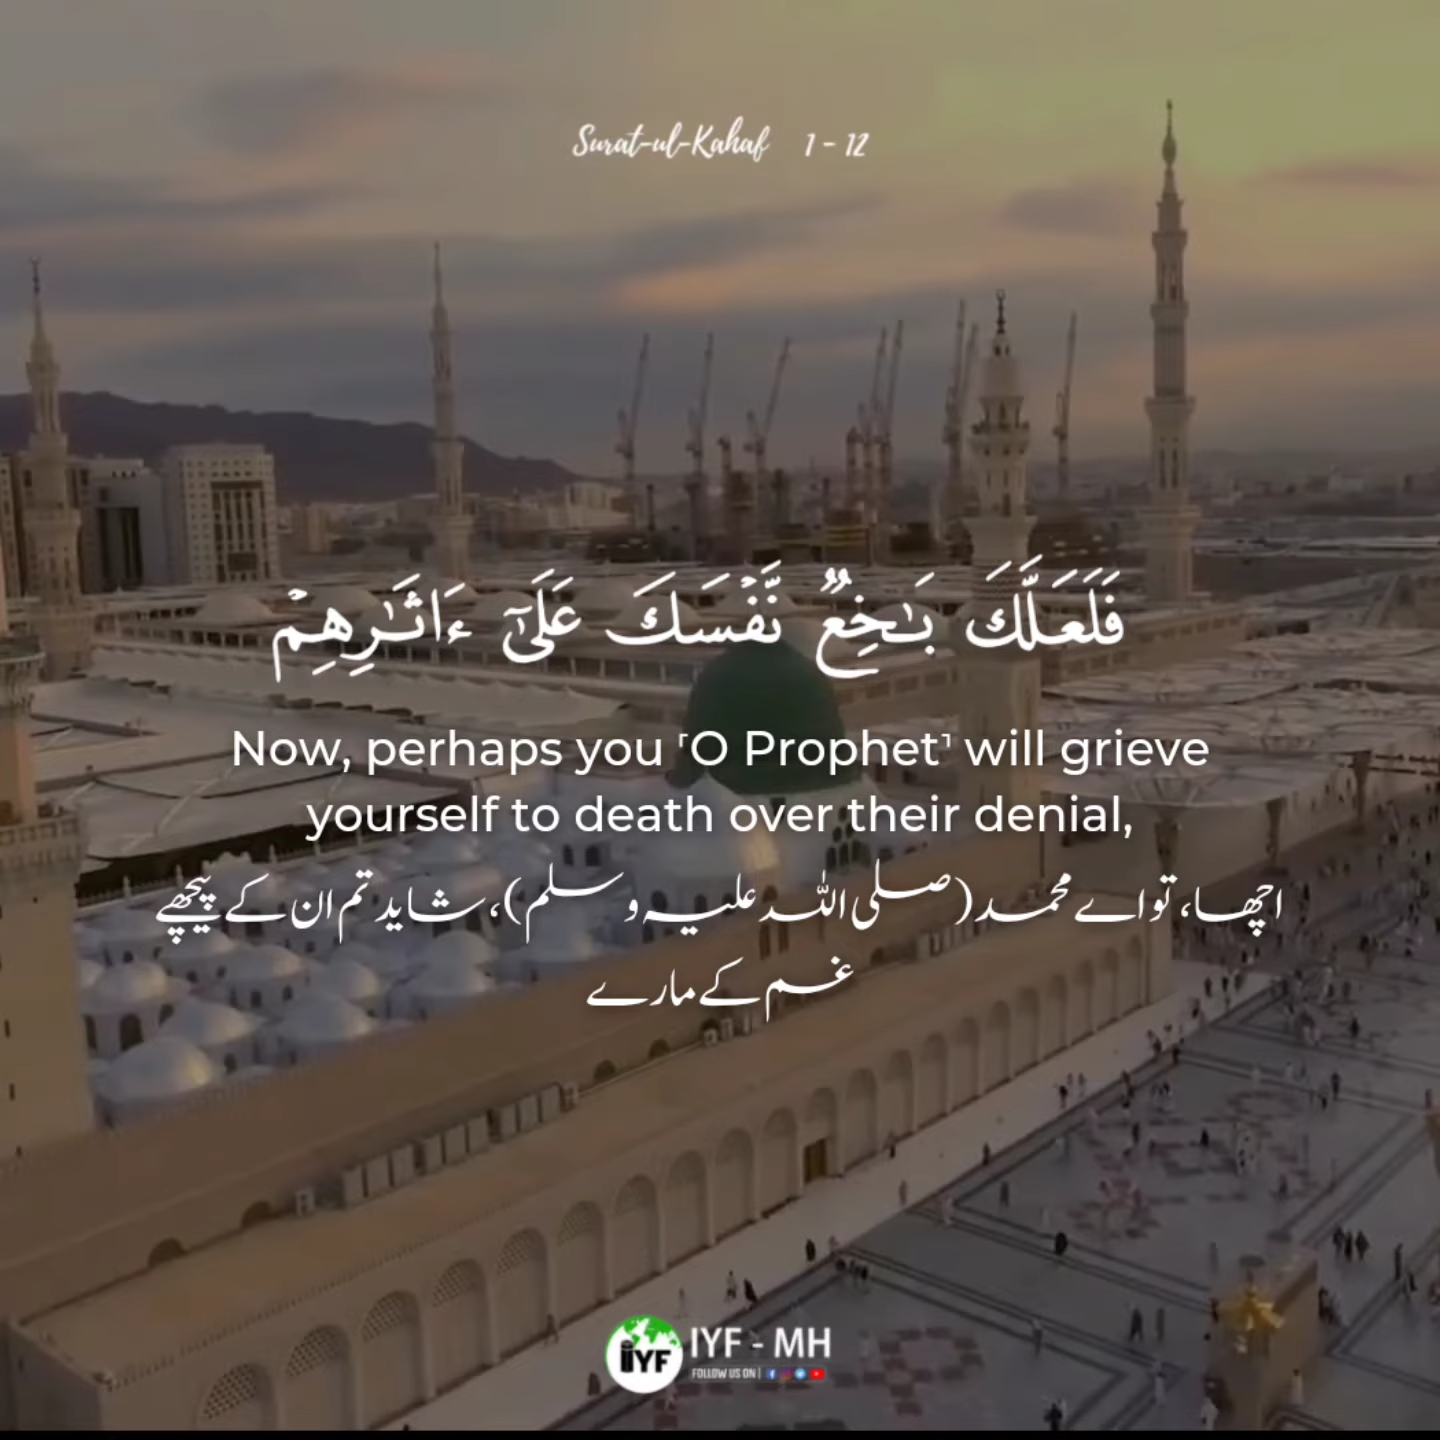 Surat-ul-Kahaf 1 - 12
فَلَعَلَّكَ بَـٰخِعٌۭ نَّفْسَكَ عَلَىٰٓ ءَاثَـٰرِهِمْ
Now, perhaps you ˹O Prophet˺ will grieve
yourself to death over their denial,
اچھا، تو اے محمد (صلی اللہ علیہ وسلم)، شاید تم ان کے پیچھے
غم کے مارے
IYF
IYF - MH
FOLLOW US ON |